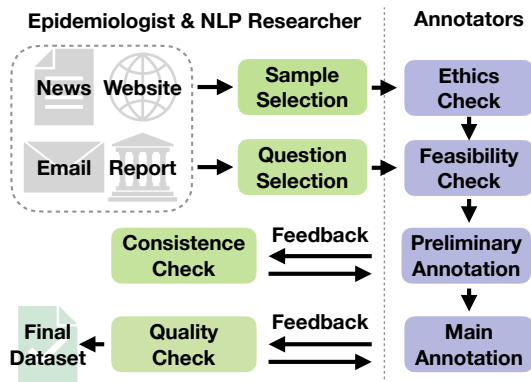 Epidemiologist & NLP Researcher
Annotators
News
Website
Sample
Selection
Ethics
Check
Email
Report
Question
Selection
Feasibility
Check
Consistence
Check
Feedback
Preliminary
Annotation
Final
Dataset
Quality
Check
Feedback
Main
Annotation